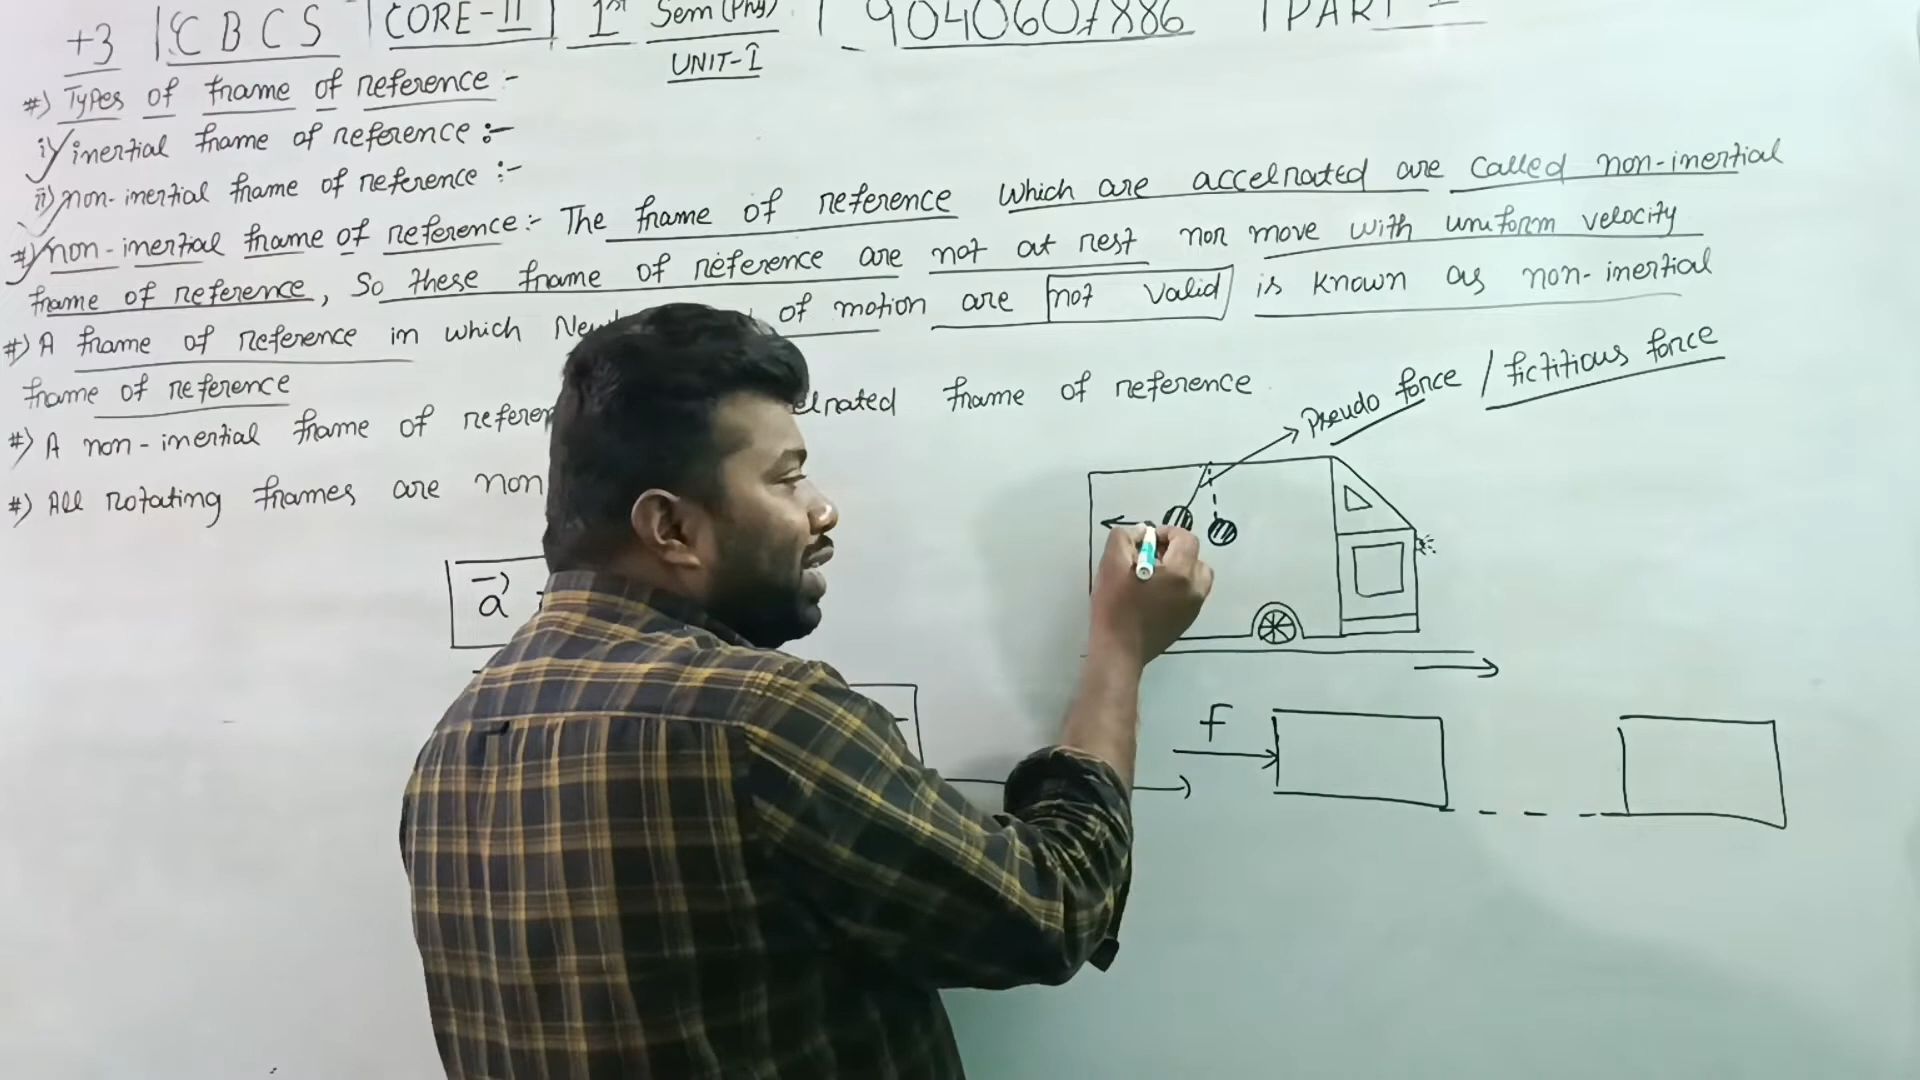 +3 | CBCS | CORE-II | 1st Sem (Phy) | 9040607886 | PART-I
UNIT-I
#) Types of frame of reference :-
i) inertial frame of reference :-
ii) non-inertial frame of reference :-
#) non-inertial frame of reference :- The frame of reference which are accelrated are called non-inertial
frame of reference, So these frame of reference are not at rest nor move with uniform velocity
#) A frame of reference in which of motion are not valid is known as non-inertial
frame of reference
#) A non-inertial frame of frame of reference
#) All rotating frames are non
Pseudo force / fictitious force
a
F